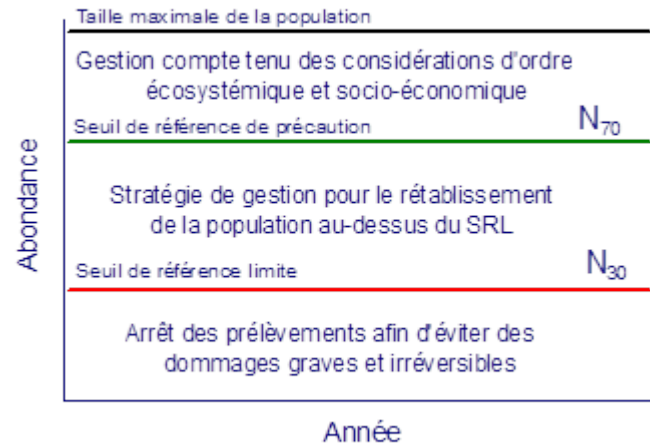 Taille maximale de la population
Gestion compte tenu des considérations d'ordre
écosystémique et socio-économique
Seuil de référence de précaution N70
Stratégie de gestion pour le rétablissement
de la population au-dessus du SRL
Seuil de référence limite N30
Arrêt des prélèvements afin d'éviter des
dommages graves et irréversibles
Abondance
Année